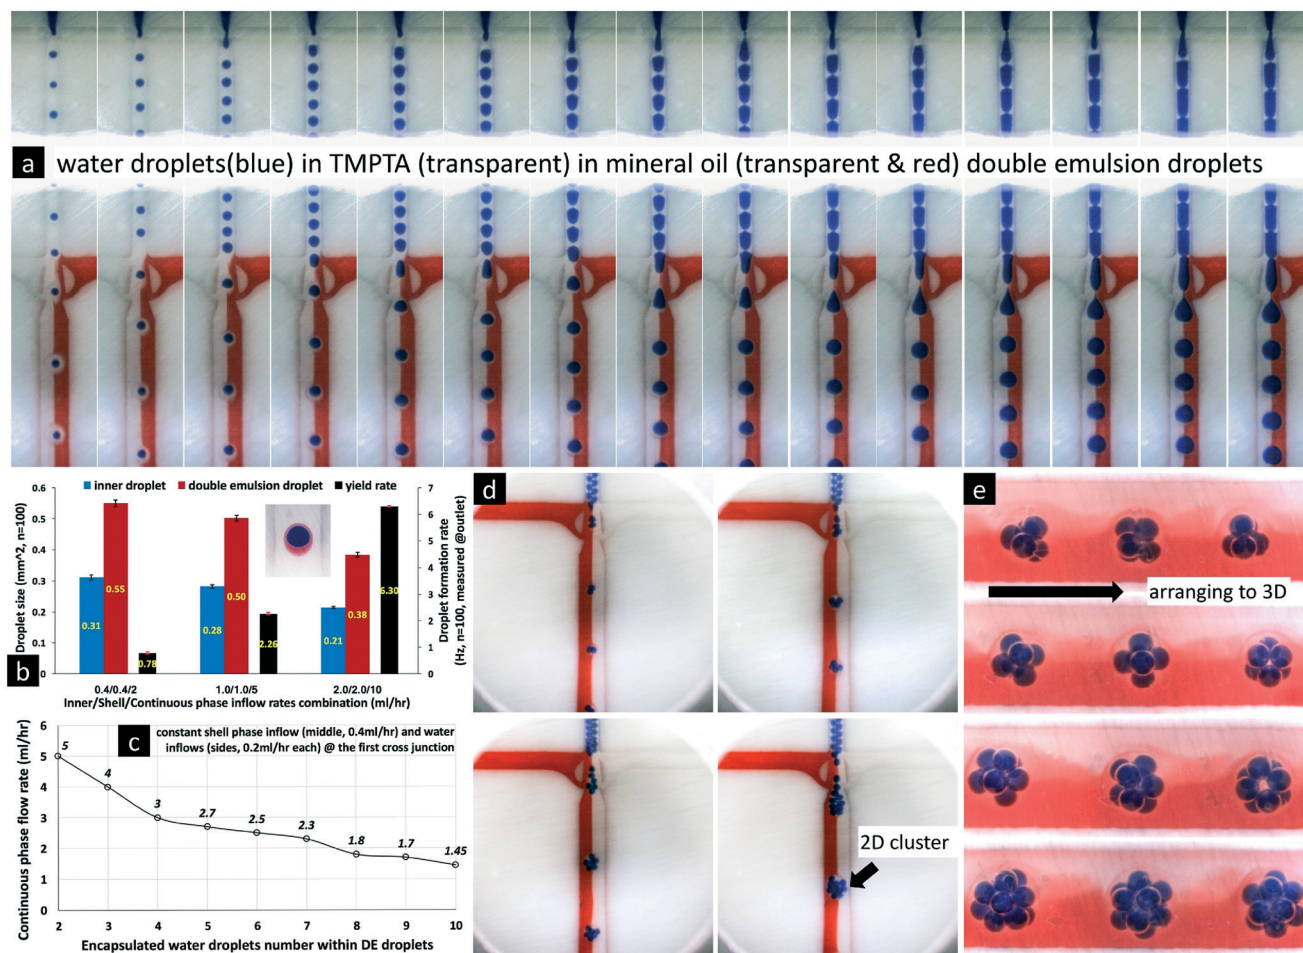 a water droplets(blue) in TMPTA (transparent) in mineral oil (transparent & red) double emulsion droplets
b
inner droplet double emulsion droplet yield rate
Droplet size (mm^2, n=100)
0.6
0.5
0.4
0.3
0.2
0.1
0
0.31
0.55
0.78
0.28
0.50
2.26
0.21
0.38
6.30
7
6
5
4
3
2
1
0
Droplet formation rate
(Hz, n=100, measured @outlet)
0.4/0.4/2 1.0/1.0/5 2.0/2.0/10
Inner/Shell/Continuous phase inflow rates combination (ml/hr)
c
constant shell phase inflow (middle, 0.4ml/hr) and water
inflows (sides, 0.2ml/hr each) @ the first cross junction
Continuous phase flow rate (ml/hr)
6
5
4
3
2
1
0
5
4
3
2.7
2.5
2.3
1.8
1.7
1.45
2 3 4 5 6 7 8 9 10
Encapsulated water droplets number within DE droplets
d
2D cluster
e
arranging to 3D